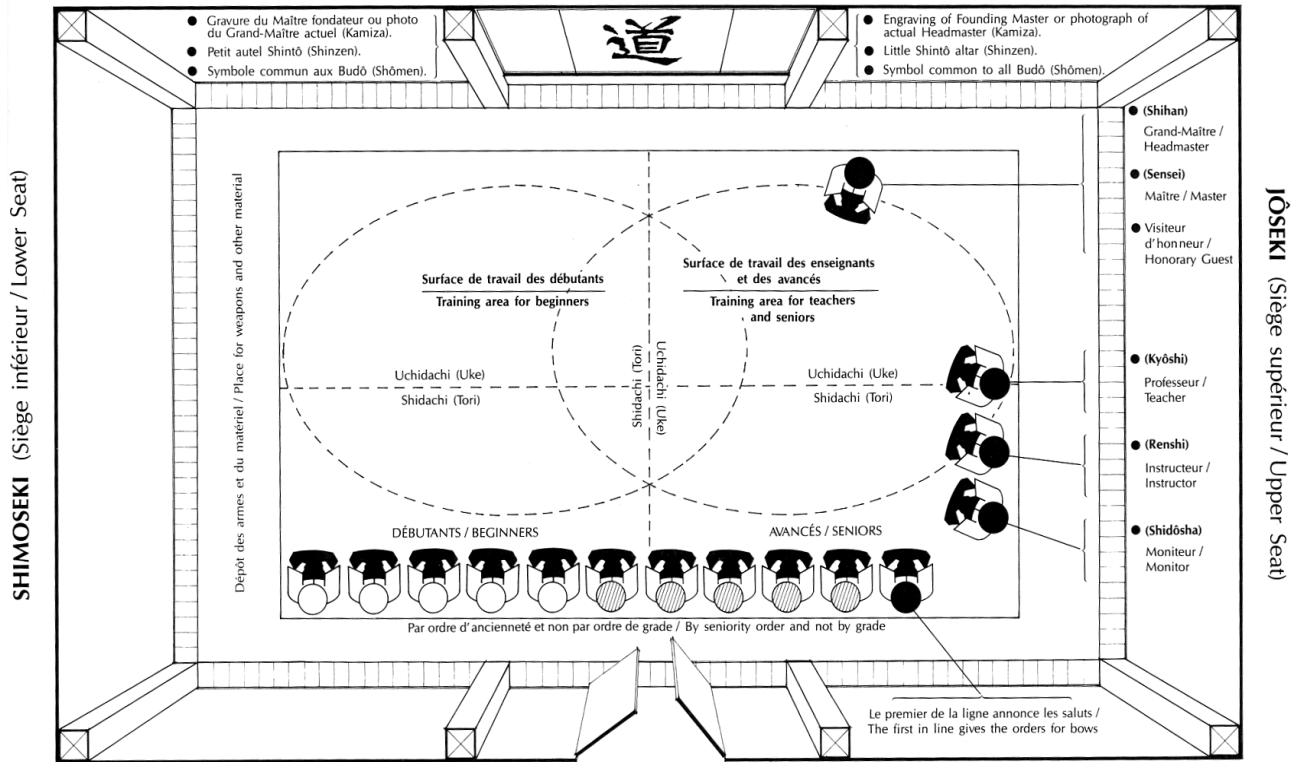 ● Gravure du Maître fondateur ou photo
du Grand-Maître actuel (Kamiza).
● Petit autel Shintô (Shinzen).
● Symbole commun aux Budô (Shômen).
道
● Engraving of Founding Master or photograph of
actual Headmaster (Kamiza).
● Little Shintô altar (Shinzen).
● Symbol common to all Budô (Shômen).
SHIMOSEKI (Siège inférieur / Lower Seat)
Dépôt des armes et du matériel / Place for weapons and other material
Surface de travail des débutants
Training area for beginners
Surface de travail des enseignants
et des avancés
Training area for teachers
and seniors
Uchidachi (Uke)
Shidachi (Tori)
Shidachi (Tori)
Uchidachi (Uke)
Uchidachi (Uke)
Shidachi (Tori)
● (Shihan)
Grand-Maître /
Headmaster
● (Sensei)
Maître / Master
● Visiteur
d'honneur /
Honorary Guest
● (Kyôshi)
Professeur /
Teacher
● (Renshi)
Instructeur /
Instructor
● (Shidôsha)
Moniteur /
Monitor
JÔSEKI (Siège supérieur / Upper Seat)
DÉBUTANTS / BEGINNERS
AVANCÉS / SENIORS
Par ordre d'ancienneté et non par ordre de grade / By seniority order and not by grade
Le premier de la ligne annonce les saluts /
The first in line gives the orders for bows